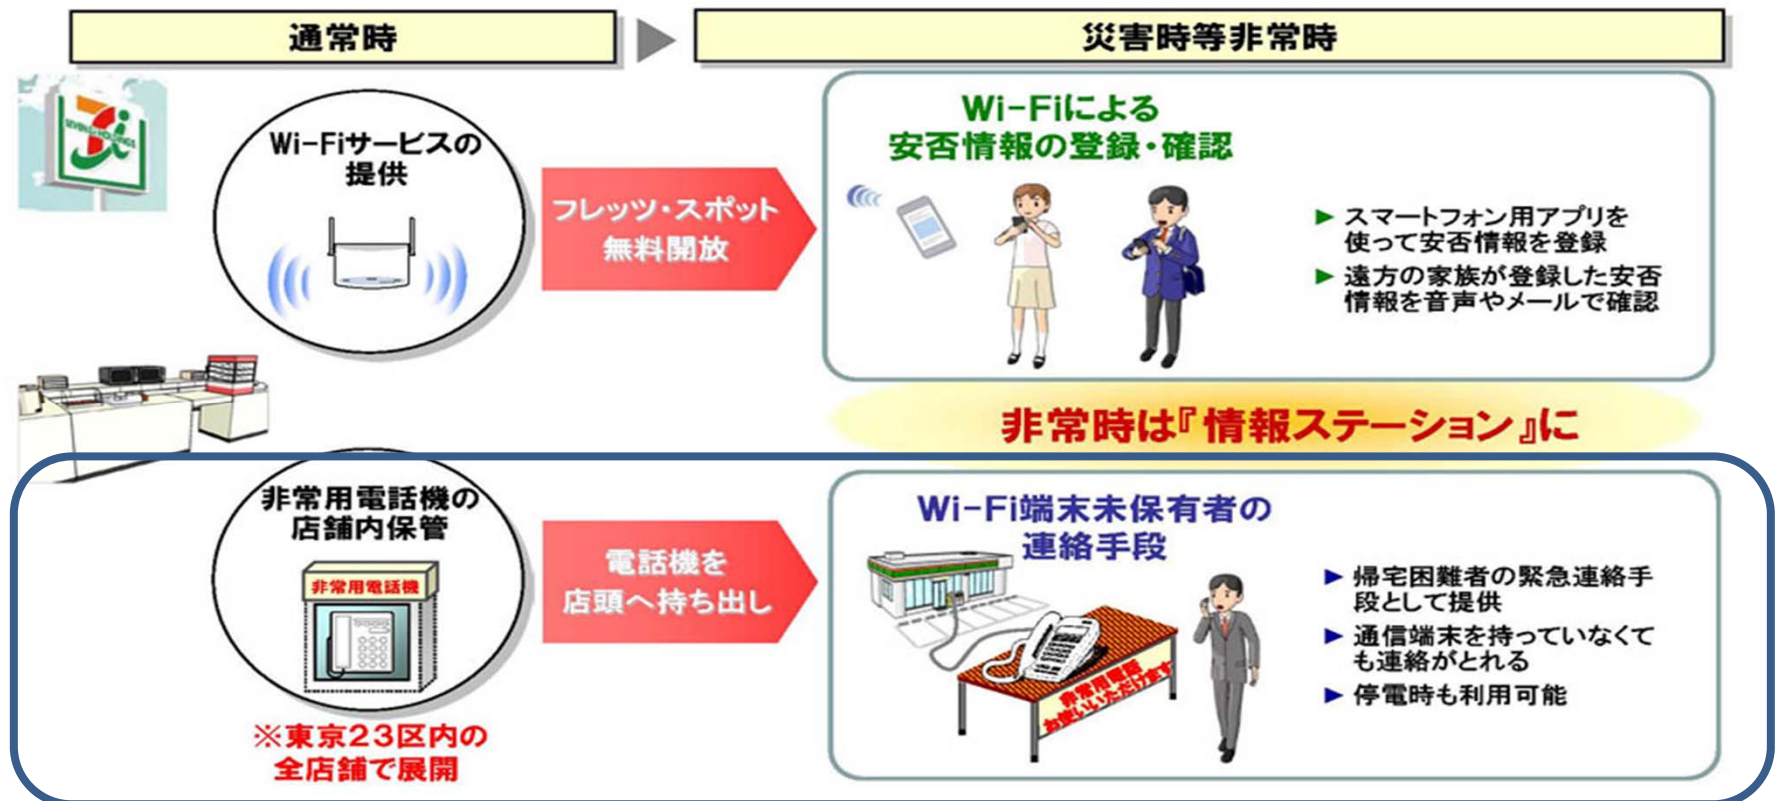 通常時
災害時等非常時
SEVEN & i HOLDINGS
Wi-Fiサービスの
提供
フレッツ・スポット
無料開放
Wi-Fiによる
安否情報の登録・確認
▶ スマートフォン用アプリを
使って安否情報を登録
▶ 遠方の家族が登録した安否
情報を音声やメールで確認
非常時は『情報ステーション』に
非常用電話機の
店舗内保管
非常用電話機
※東京23区内の
全店舗で展開
電話機を
店頭へ持ち出し
Wi-Fi端末未保有者の
連絡手段
非常用電話
お使いいただけます
▶ 帰宅困難者の緊急連絡手
段として提供
▶ 通信端末を持っていなくて
も連絡がとれる
▶ 停電時も利用可能